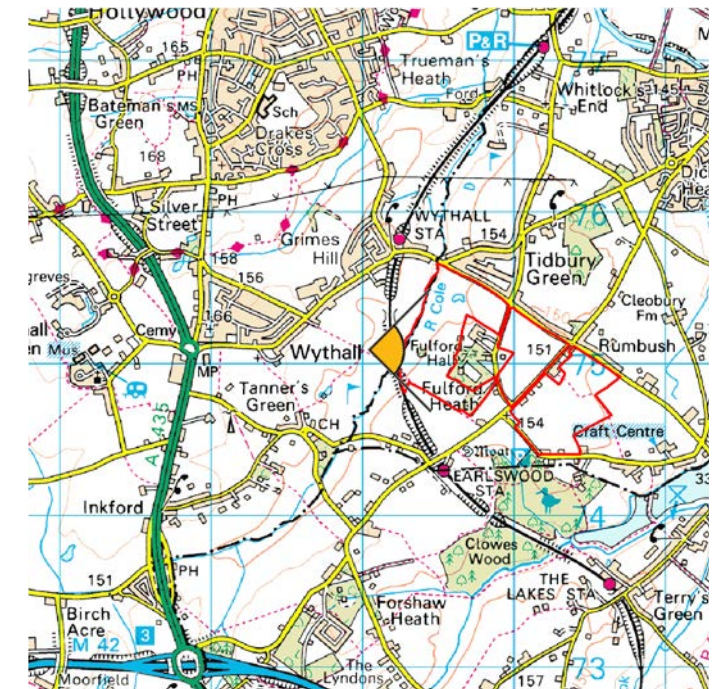 Hollywood
165
PH
P&R
77
Trueman's
Heath
Ford
Whitlock's
End
145
Bateman's
Green
MS
Sch
Drakes
Cross
168
PH
Silver
Street
WYTHALL
STA
154
76
Grimes
Hill
Tidbury
Green
158
156
166
R Cole
Cleobury
Fm
Cemy
Mus
MP
Wythall
Fulford
Hall
151
75
Rumbush
Tanner's
Green
Fulford
Heath
CH
154
Craft Centre
A 435
Moat
EARLSWOOD
STA
Inkford
4
Clowes
Wood
151
PH
THE
LAKES STA
Terry's
Green
Birch
Acre
3
M 42
Forshaw
Heath
The
Lyndons
73
157
Moorfield